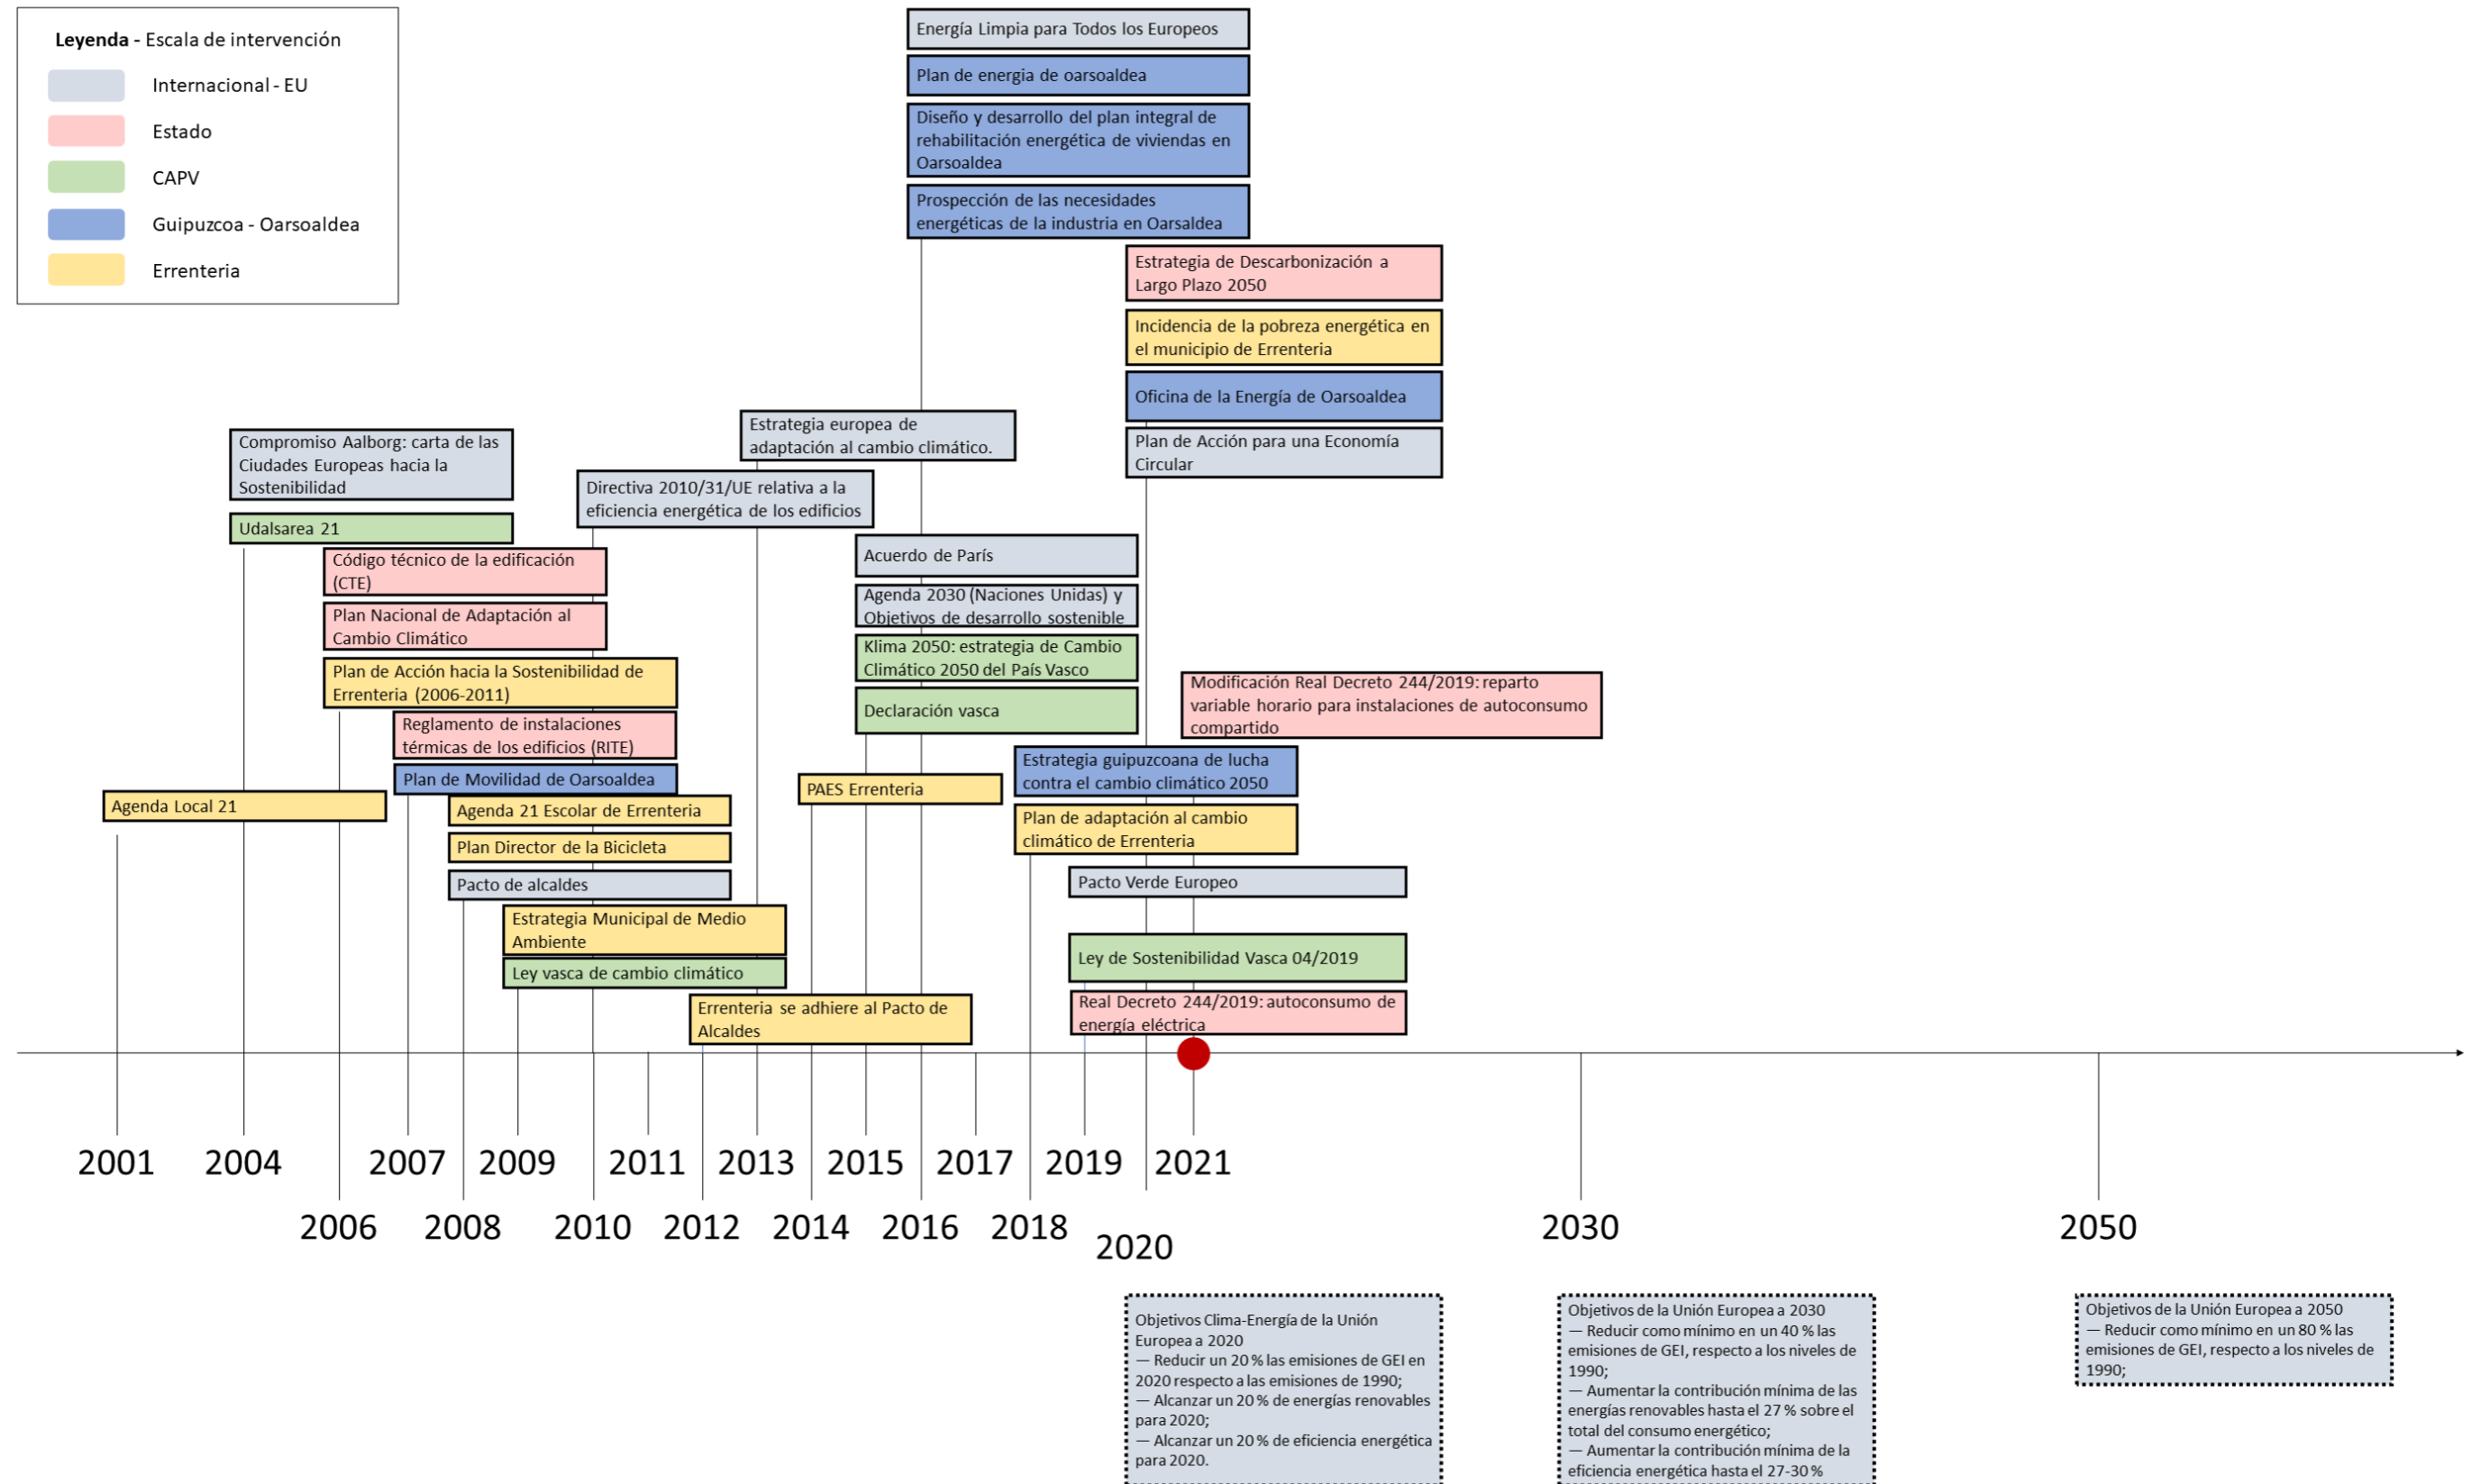 Leyenda - Escala de intervención
Internacional - EU
Estado
CAPV
Guipuzcoa - Oarsoaldea
Errenteria
Energía Limpia para Todos los Europeos
Plan de energia de oarsoaldea
Diseño y desarrollo del plan integral de
rehabilitación energética de viviendas en
Oarsoaldea
Prospección de las necesidades
energéticas de la industria en Oarsaldea
Estrategia de Descarbonización a
Largo Plazo 2050
Incidencia de la pobreza energética en
el municipio de Errenteria
Oficina de la Energía de Oarsoaldea
Plan de Acción para una Economía
Circular
Estrategia europea de
adaptación al cambio climático.
Compromiso Aalborg: carta de las
Ciudades Europeas hacia la
Sostenibilidad
Directiva 2010/31/UE relativa a la
eficiencia energética de los edificios
Udalsarea 21
Código técnico de la edificación
(CTE)
Plan Nacional de Adaptación al
Cambio Climático
Plan de Acción hacia la Sostenibilidad de
Errenteria (2006-2011)
Reglamento de instalaciones
térmicas de los edificios (RITE)
Plan de Movilidad de Oarsoaldea
Agenda Local 21
Agenda 21 Escolar de Errenteria
Plan Director de la Bicicleta
Pacto de alcaldes
Estrategia Municipal de Medio
Ambiente
Ley vasca de cambio climático
Errenteria se adhiere al Pacto de
Alcaldes
Acuerdo de París
Agenda 2030 (Naciones Unidas) y
Objetivos de desarrollo sostenible
Klima 2050: estrategia de Cambio
Climático 2050 del País Vasco
Declaración vasca
PAES Errenteria
Modificación Real Decreto 244/2019: reparto
variable horario para instalaciones de autoconsumo
compartido
Estrategia guipuzcoana de lucha
contra el cambio climático 2050
Plan de adaptación al cambio
climático de Errenteria
Pacto Verde Europeo
Ley de Sostenibilidad Vasca 04/2019
Real Decreto 244/2019: autoconsumo de
energía eléctrica
2001 2004 2007 2009 2011 2013 2015 2017 2019 2021
2006 2008 2010 2012 2014 2016 2018 2020 2030 2050
Objetivos Clima-Energía de la Unión
Europea a 2020
— Reducir un 20 % las emisiones de GEI en
2020 respecto a las emisiones de 1990;
— Alcanzar un 20 % de energías renovables
para 2020;
— Alcanzar un 20 % de eficiencia energética
para 2020.
Objetivos de la Unión Europea a 2030
— Reducir como mínimo en un 40 % las
emisiones de GEI, respecto a los niveles de
1990;
— Aumentar la contribución mínima de las
energías renovables hasta el 27 % sobre el
total del consumo energético;
— Aumentar la contribución mínima de la
eficiencia energética hasta el 27-30 %
Objetivos de la Unión Europea a 2050
— Reducir como mínimo en un 80 % las
emisiones de GEI, respecto a los niveles de
1990;